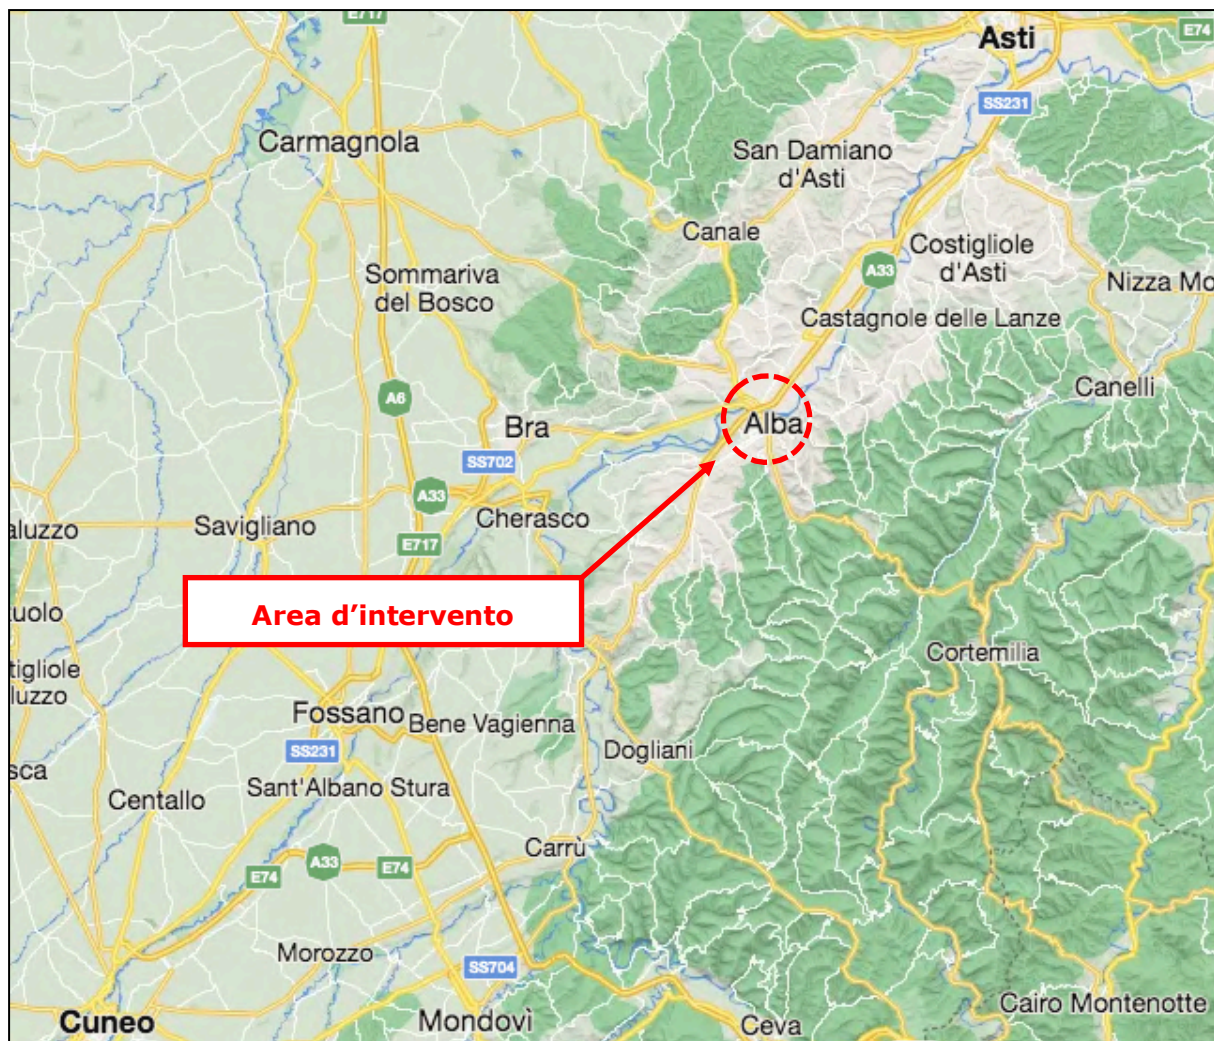 E717
Asti
E74
SS231
Carmagnola
San Damiano
d'Asti
Canale
Costigliole
d'Asti
Sommariva
del Bosco
A33
Nizza Mo
Castagnole delle Lanze
Canelli
A6
Bra
Alba
SS702
A33
Savigliano
Cherasco
aluzzo
E717
Area d’intervento
uolo
tigliole
luzzo
Cortemilia
Fossano
Bene Vagienna
SS231
Dogliani
sca
Sant'Albano Stura
Centallo
Carrù
A33
E74
E74
Morozzo
SS704
Cairo Montenotte
Cuneo
Mondovì
Ceva